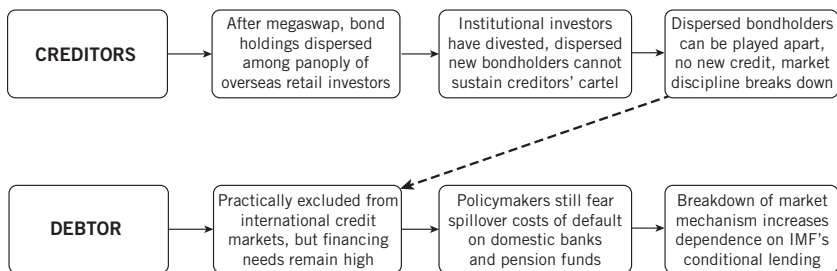 CREDITORS
After megaswap, bond
holdings dispersed
among panoply of
overseas retail investors
Institutional investors
have divested, dispersed
new bondholders cannot
sustain creditors' cartel
Dispersed bondholders
can be played apart,
no new credit, market
discipline breaks down
DEBTOR
Practically excluded from
international credit
markets, but financing
needs remain high
Policymakers still fear
spillover costs of default
on domestic banks
and pension funds
Breakdown of market
mechanism increases
dependence on IMF's
conditional lending